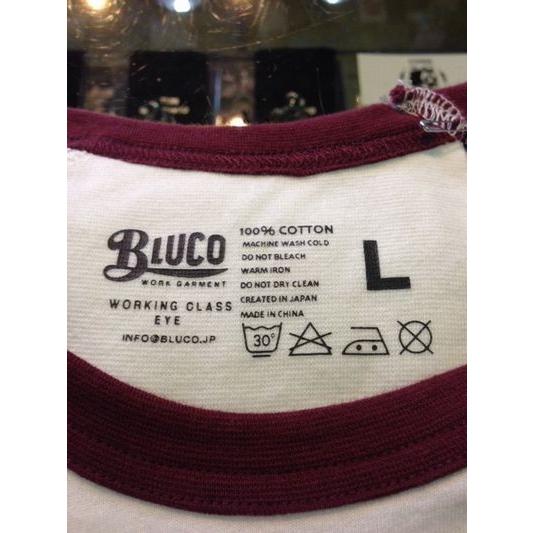 BLUCO
WORK GARMENT
WORKING CLASS
EYE
INFO@BLUCO.JP
100% COTTON
MACHINE WASH COLD
DO NOT BLEACH
WARM IRON
DO NOT DRY CLEAN
CREATED IN JAPAN
MADE IN CHINA
L
30°